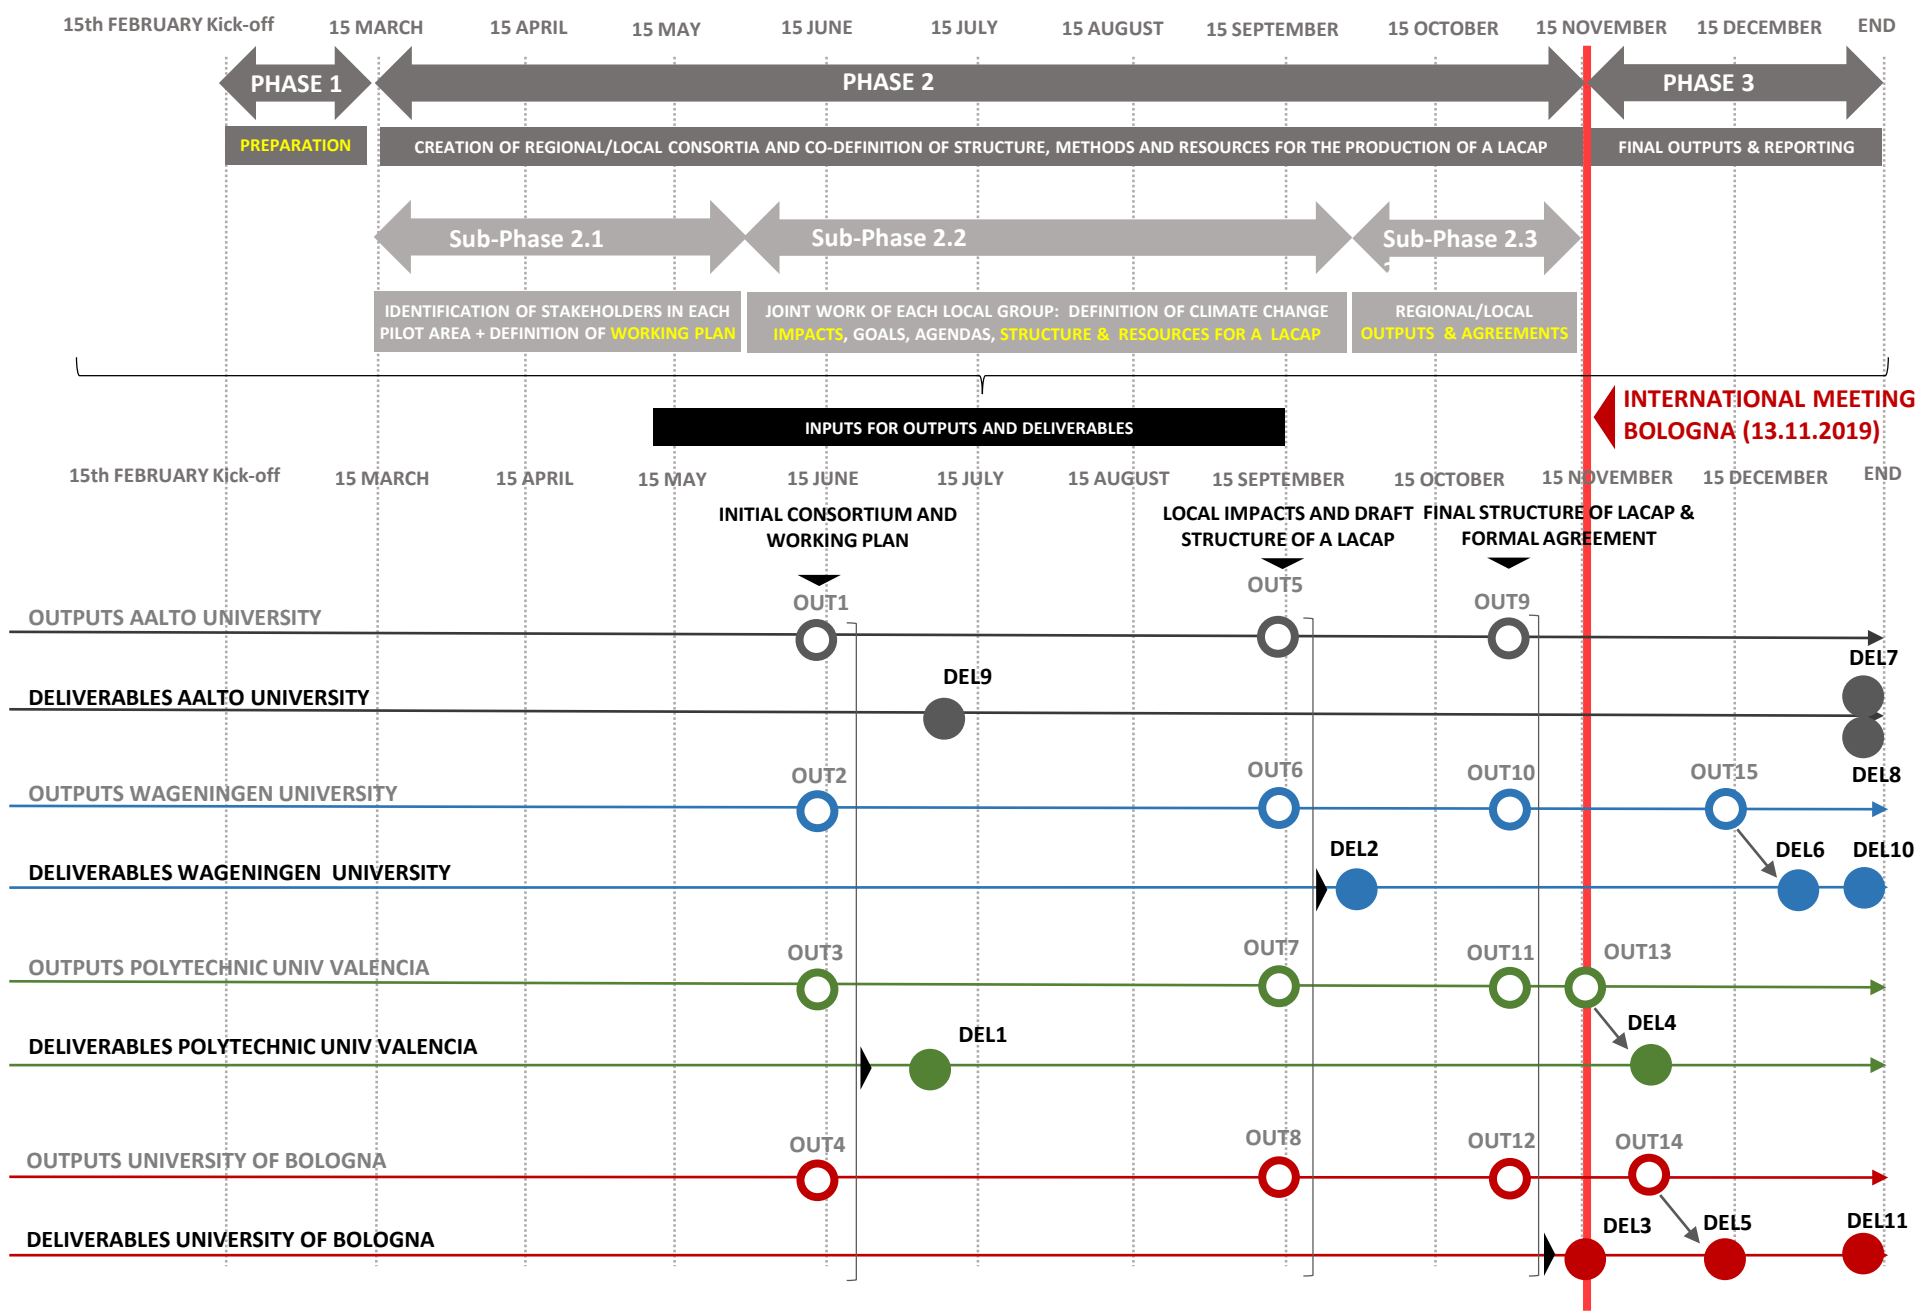 15th FEBRUARY Kick-off 15 MARCH 15 APRIL 15 MAY 15 JUNE 15 JULY 15 AUGUST 15 SEPTEMBER 15 OCTOBER 15 NOVEMBER 15 DECEMBER END
PHASE 1 PHASE 2 PHASE 3
PREPARATION CREATION OF REGIONAL/LOCAL CONSORTIA AND CO-DEFINITION OF STRUCTURE, METHODS AND RESOURCES FOR THE PRODUCTION OF A LACAP FINAL OUTPUTS & REPORTING
Sub-Phase 2.1 Sub-Phase 2.2 Sub-Phase 2.3
IDENTIFICATION OF STAKEHOLDERS IN EACH
PILOT AREA + DEFINITION OF WORKING PLAN
JOINT WORK OF EACH LOCAL GROUP: DEFINITION OF CLIMATE CHANGE
IMPACTS, GOALS, AGENDAS, STRUCTURE & RESOURCES FOR A LACAP
REGIONAL/LOCAL
OUTPUTS & AGREEMENTS
INPUTS FOR OUTPUTS AND DELIVERABLES
INTERNATIONAL MEETING
BOLOGNA (13.11.2019)
15th FEBRUARY Kick-off 15 MARCH 15 APRIL 15 MAY 15 JUNE 15 JULY 15 AUGUST 15 SEPTEMBER 15 OCTOBER 15 NOVEMBER 15 DECEMBER END
INITIAL CONSORTIUM AND
WORKING PLAN
LOCAL IMPACTS AND DRAFT
STRUCTURE OF A LACAP
FINAL STRUCTURE OF LACAP &
FORMAL AGREEMENT
OUTPUTS AALTO UNIVERSITY OUT1 OUT5 OUT9
DELIVERABLES AALTO UNIVERSITY DEL9 DEL7
DEL8
OUTPUTS WAGENINGEN UNIVERSITY OUT2 OUT6 OUT10 OUT15
DELIVERABLES WAGENINGEN UNIVERSITY DEL2 DEL6 DEL10
OUTPUTS POLYTECHNIC UNIV VALENCIA OUT3 OUT7 OUT11 OUT13
DELIVERABLES POLYTECHNIC UNIV VALENCIA DEL1 DEL4
OUTPUTS UNIVERSITY OF BOLOGNA OUT4 OUT8 OUT12 OUT14
DELIVERABLES UNIVERSITY OF BOLOGNA DEL3 DEL5 DEL11